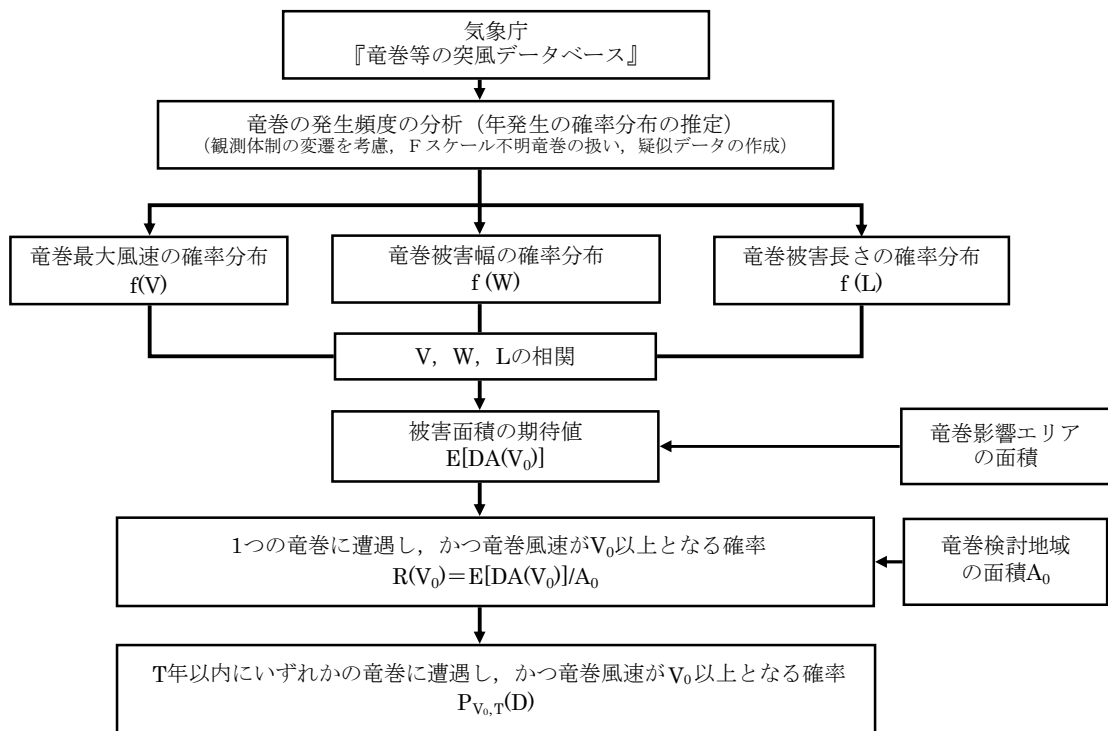 気象庁
『竜巻等の突風データベース』
竜巻の発生頻度の分析（年発生の確率分布の推定）
（観測体制の変遷を考慮，Ｆスケール不明竜巻の扱い，疑似データの作成）
竜巻最大風速の確率分布
f(V)
竜巻被害幅の確率分布
f (W)
竜巻被害長さの確率分布
f (L)
V，W，Lの相関
被害面積の期待値
E[DA(V₀)]
竜巻影響エリア
の面積
1つの竜巻に遭遇し，かつ竜巻風速がV₀以上となる確率
R(V₀)＝E[DA(V₀)]/A₀
竜巻検討地域
の面積A₀
T年以内にいずれかの竜巻に遭遇し，かつ竜巻風速がV₀以上となる確率
P_{V₀,T}(D)